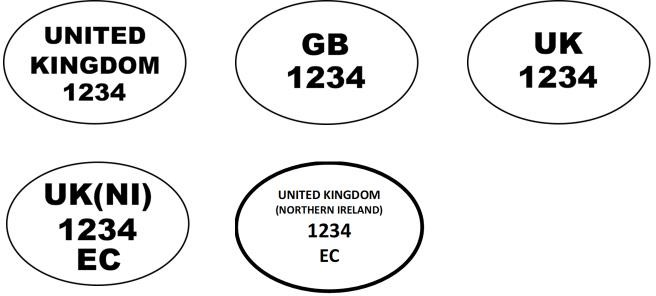 UNITED
KINGDOM
1234
GB
1234
UK
1234
UK(NI)
1234
EC
UNITED KINGDOM
(NORTHERN IRELAND)
1234
EC